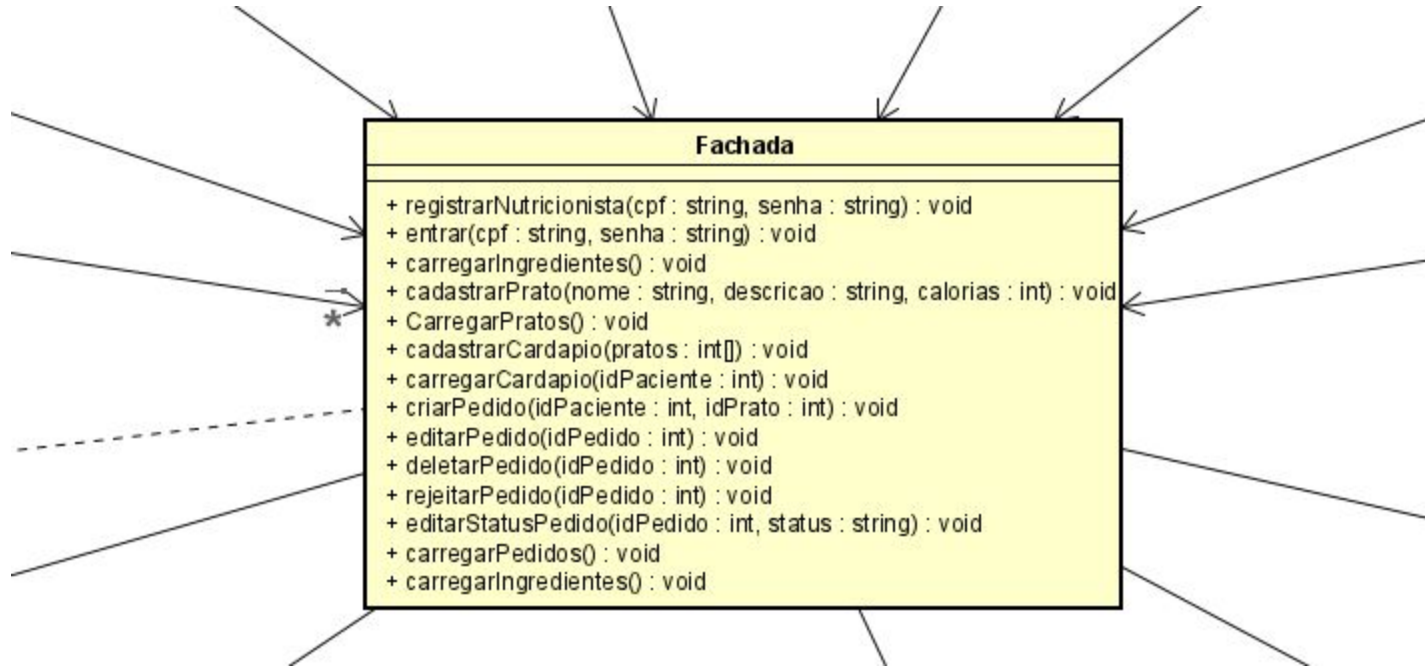 Fachada
+ registrarNutricionista(cpf : string, senha : string) : void
+ entrar(cpf : string, senha : string) : void
+ carregarIngredientes() : void
+ cadastrarPrato(nome : string, descricao : string, calorias : int) : void
+ CarregarPratos() : void
+ cadastrarCardapio(pratos : int[]) : void
+ carregarCardapio(idPaciente : int) : void
+ criarPedido(idPaciente : int, idPrato : int) : void
+ editarPedido(idPedido : int) : void
+ deletarPedido(idPedido : int) : void
+ rejeitarPedido(idPedido : int) : void
+ editarStatusPedido(idPedido : int, status : string) : void
+ carregarPedidos() : void
+ carregarIngredientes() : void
*